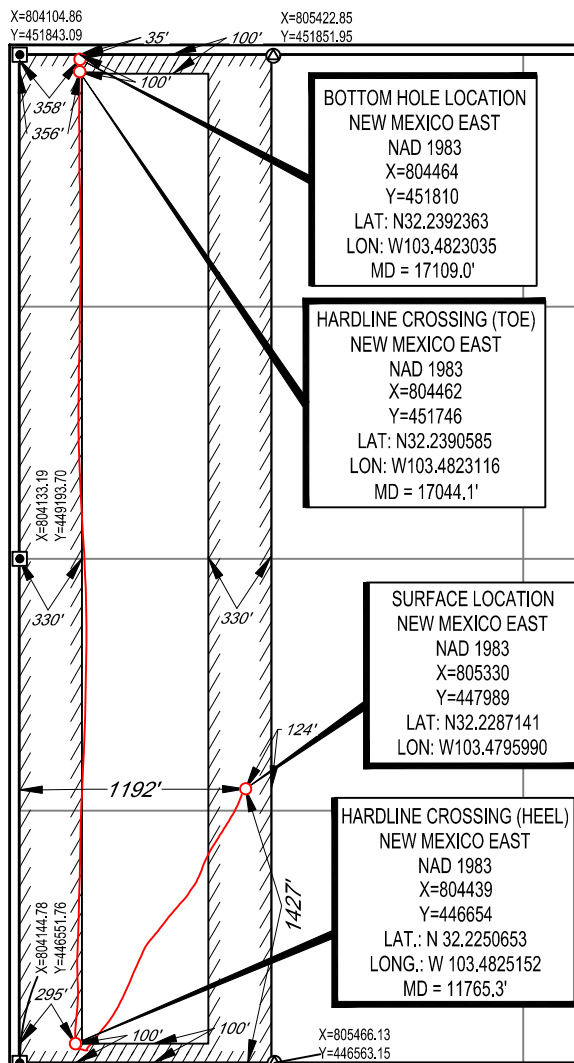 X=804104.86
Y=451843.09
35'
100'
X=805422.85
Y=451851.95
358'
356'
100'
BOTTOM HOLE LOCATION
NEW MEXICO EAST
NAD 1983
X=804464
Y=451810
LAT: N32.2392363
LON: W103.4823035
MD = 17109.0'
HARDLINE CROSSING (TOE)
NEW MEXICO EAST
NAD 1983
X=804462
Y=451746
LAT: N32.2390585
LON: W103.4823116
MD = 17044.1'
X=804133.19
Y=449193.70
330'
330'
SURFACE LOCATION
NEW MEXICO EAST
NAD 1983
X=805330
Y=447989
LAT: N32.2287141
LON: W103.4795990
124'
1192'
1427'
HARDLINE CROSSING (HEEL)
NEW MEXICO EAST
NAD 1983
X=804439
Y=446654
LAT.: N 32.2250653
LONG.: W 103.4825152
MD = 11765.3'
X=804144.78
Y=446551.76
295'
100'
100'
X=805466.13
Y=446563.15